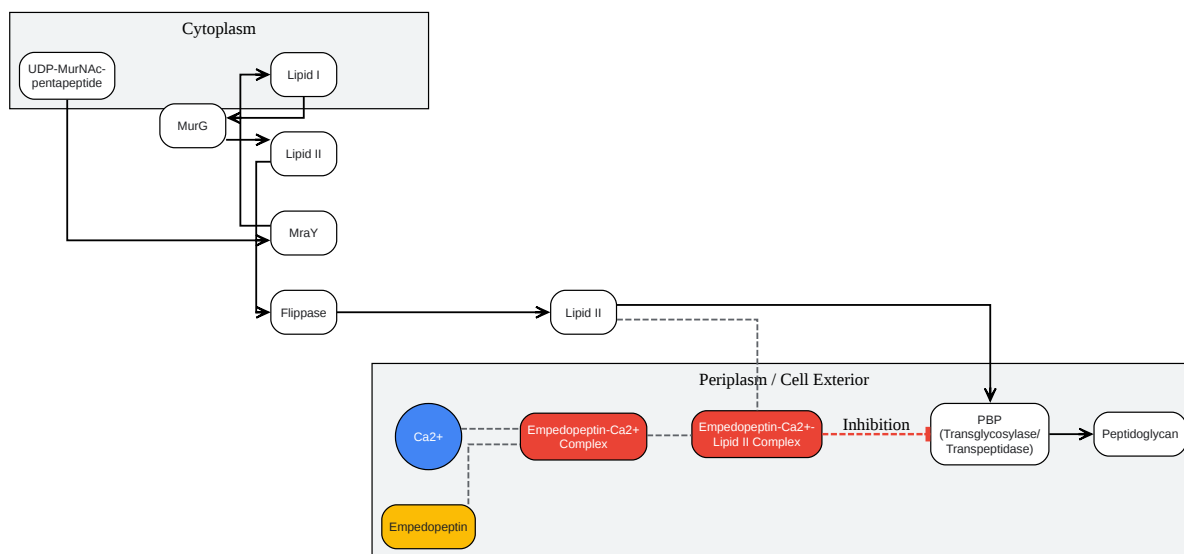 Cytoplasm
UDP-MurNAc-
pentapeptide
Lipid I
MurG
Lipid II
MraY
Flippase
Lipid II
Periplasm / Cell Exterior
Ca2+
Empedopeptin-Ca2+
Complex
Empedopeptin-Ca2+-
Lipid II Complex
Inhibition
PBP
(Transglycosylase/
Transpeptidase)
Peptidoglycan
Empedopeptin